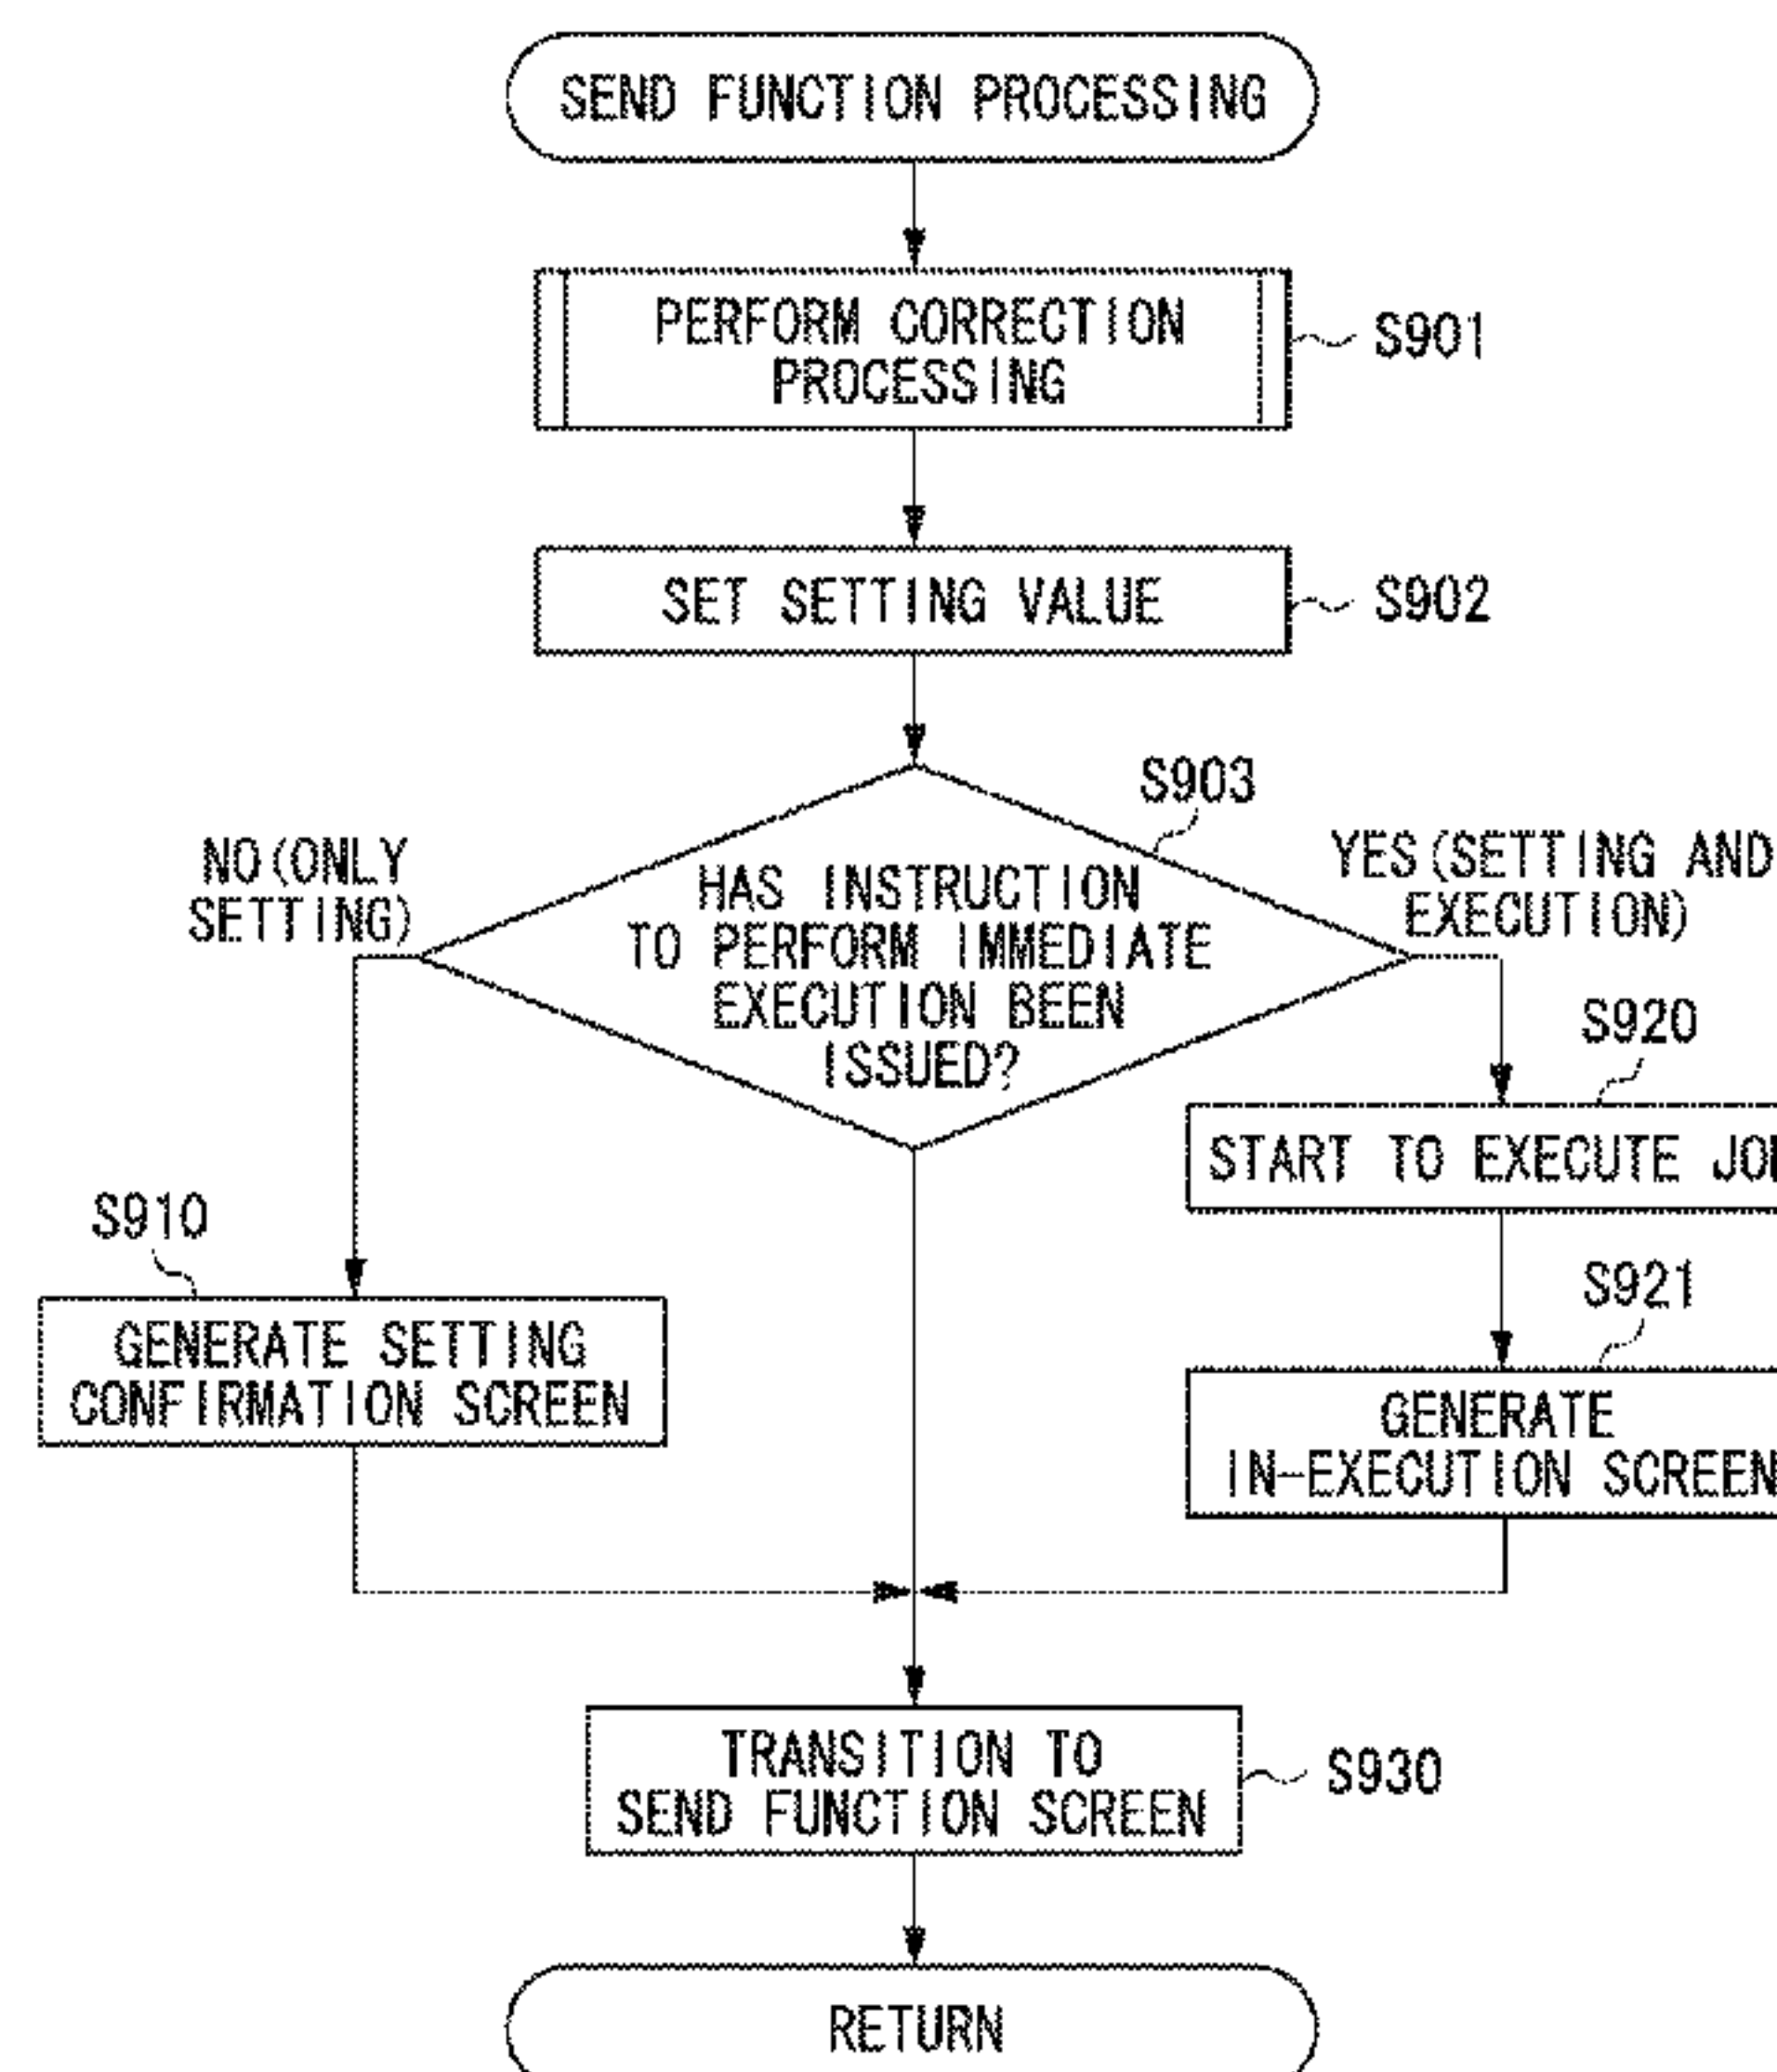 SEND FUNCTION PROCESSING
PERFORM CORRECTION
PROCESSING
S901
SET SETTING VALUE
S902
S903
NO(ONLY
SETTING)
HAS INSTRUCTION
TO PERFORM IMMEDIATE
EXECUTION BEEN
ISSUED?
YES(SETTING AND
EXECUTION)
S920
START TO EXECUTE
S910
GENERATE SETTING
CONFIRMATION SCREEN
S921
GENERATE
IN-EXECUTION SCREEN
TRANSITION TO
SEND FUNCTION SCREEN
S930
RETURN